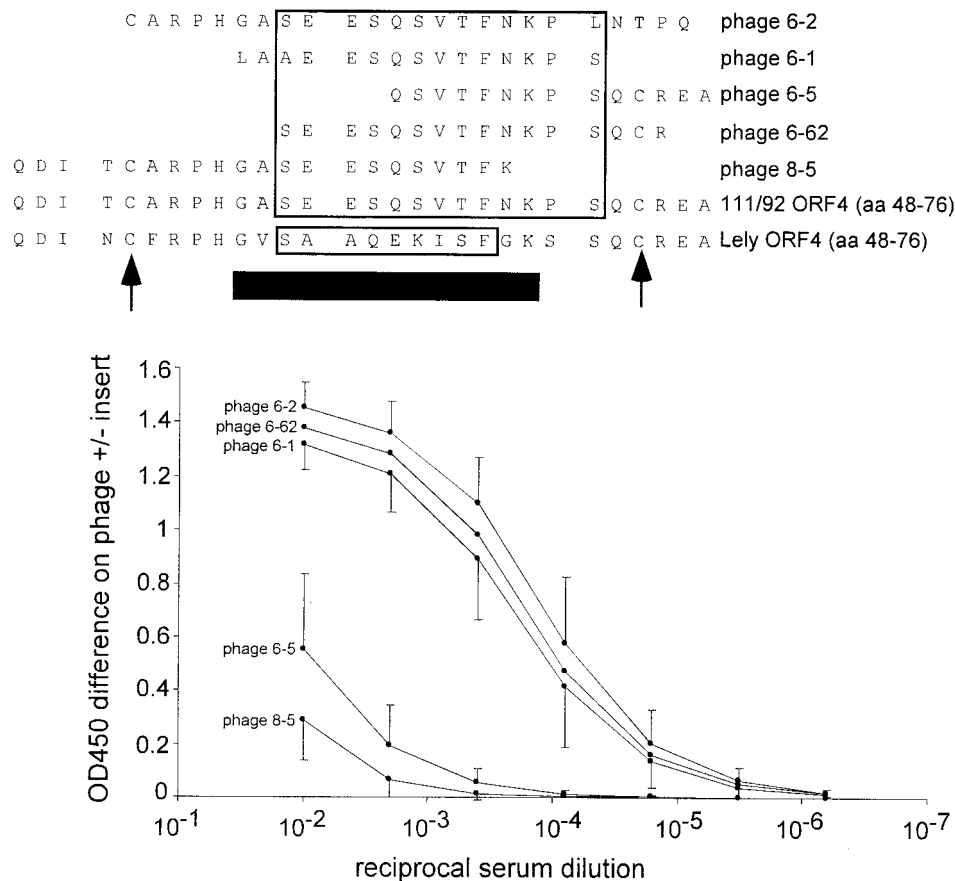 C A R P H G A S E E S Q S V T F N K P L N T P Q phage 6-2
L A A E E S Q S V T F N K P S phage 6-1
Q S V T F N K P S Q C R E A phage 6-5
S E E S Q S V T F N K P S Q C R phage 6-62
Q D I T C A R P H G A S E E S Q S V T F K phage 8-5
Q D I T C A R P H G A S E E S Q S V T F N K P S Q C R E A 111/92 ORF4 (aa 48-76)
Q D I N C F R P H G V S A A Q E K I S F G K S S Q C R E A Lely ORF4 (aa 48-76)
OD450 difference on phage +/- insert
1.6
1.4
1.2
1
0.8
0.6
0.4
0.2
0
phage 6-2
phage 6-62
phage 6-1
phage 6-5
phage 8-5
10-1 10-2 10-3 10-4 10-5 10-6 10-7
reciprocal serum dilution